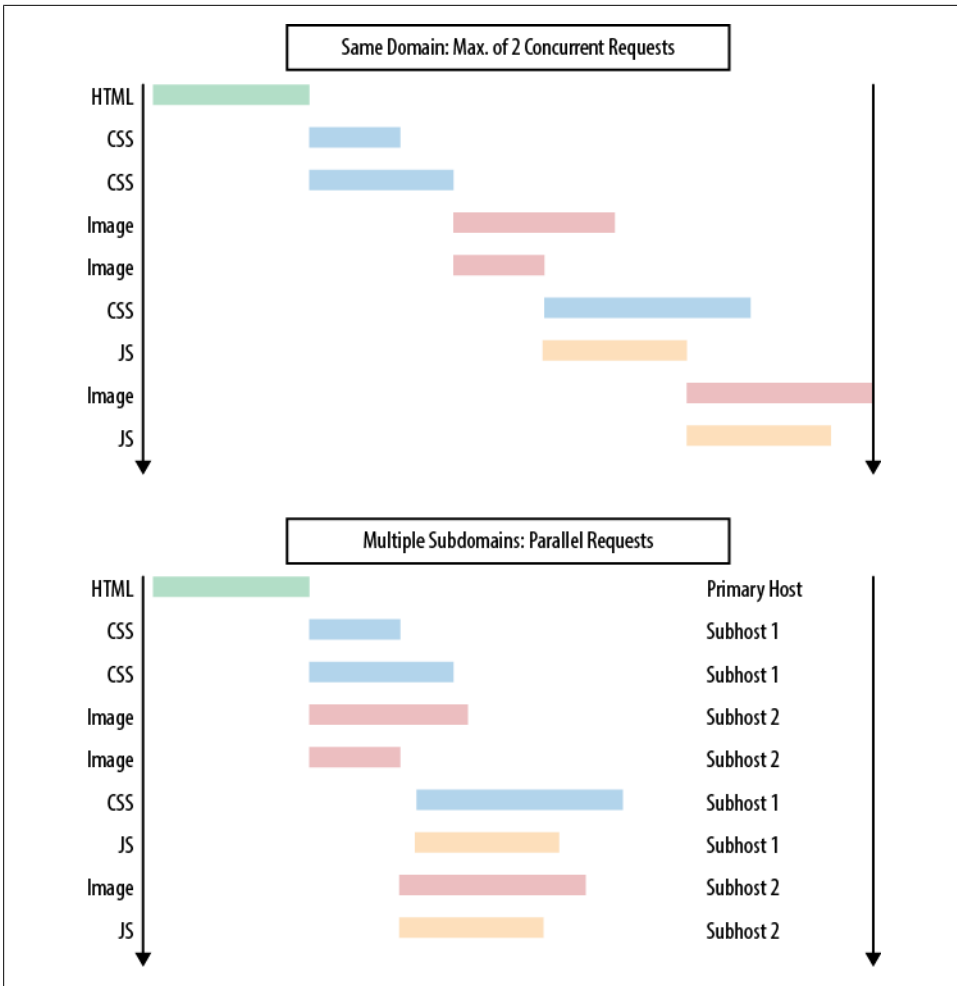 Same Domain: Max. of 2 Concurrent Requests
HTML
CSS
CSS
Image
Image
CSS
JS
Image
JS
Multiple Subdomains: Parallel Requests
HTML Primary Host
CSS Subhost 1
CSS Subhost 1
Image Subhost 2
Image Subhost 2
CSS Subhost 1
JS Subhost 1
Image Subhost 2
JS Subhost 2